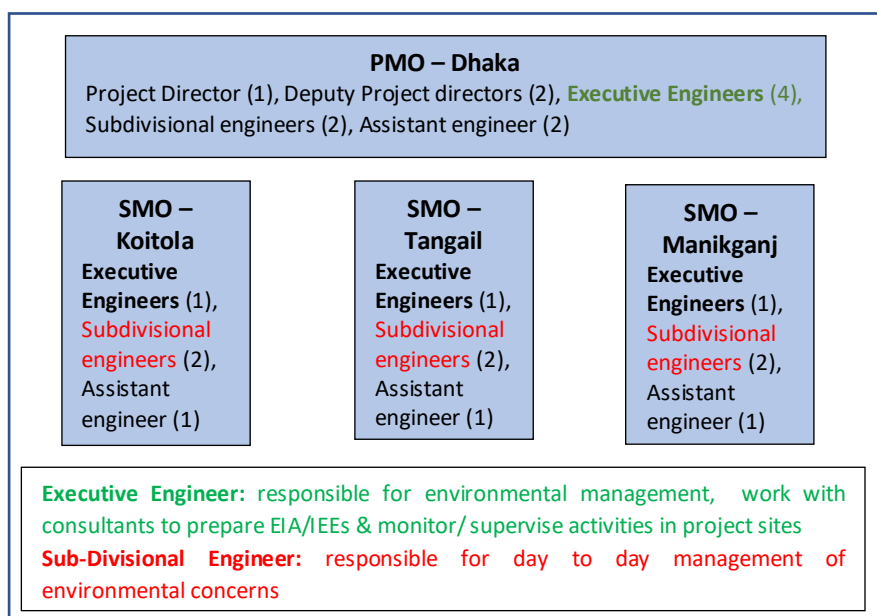 PMO – Dhaka
Project Director (1), Deputy Project directors (2), Executive Engineers (4),
Subdivisional engineers (2), Assistant engineer (2)
SMO –
Koitola
Executive
Engineers (1),
Subdivisional
engineers (2),
Assistant
engineer (1)
SMO –
Tangail
Executive
Engineers (1),
Subdivisional
engineers (2),
Assistant
engineer (1)
SMO –
Manikganj
Executive
Engineers (1),
Subdivisional
engineers (2),
Assistant
engineer (1)
Executive Engineer: responsible for environmental management, work with
consultants to prepare EIA/IEEs & monitor/ supervise activities in project sites
Sub-Divisional Engineer: responsible for day to day management of
environmental concerns